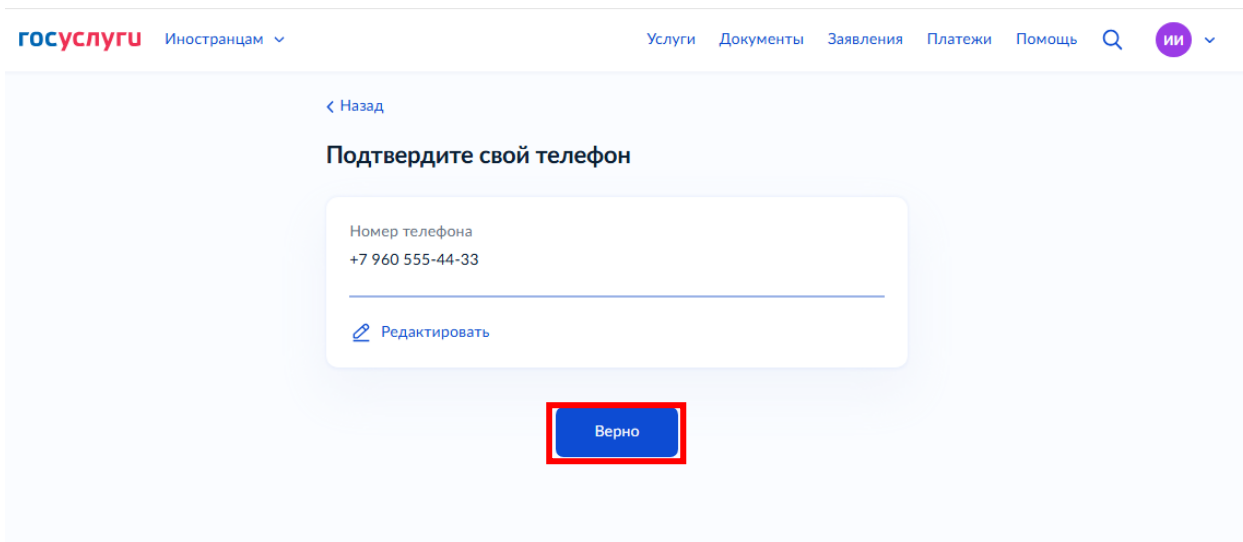 госуслуги Иностранцам Услуги Документы Заявления Платежи Помощь ИИ
Назад
Подтвердите свой телефон
Номер телефона
+7 960 555-44-33
Редактировать
Верно